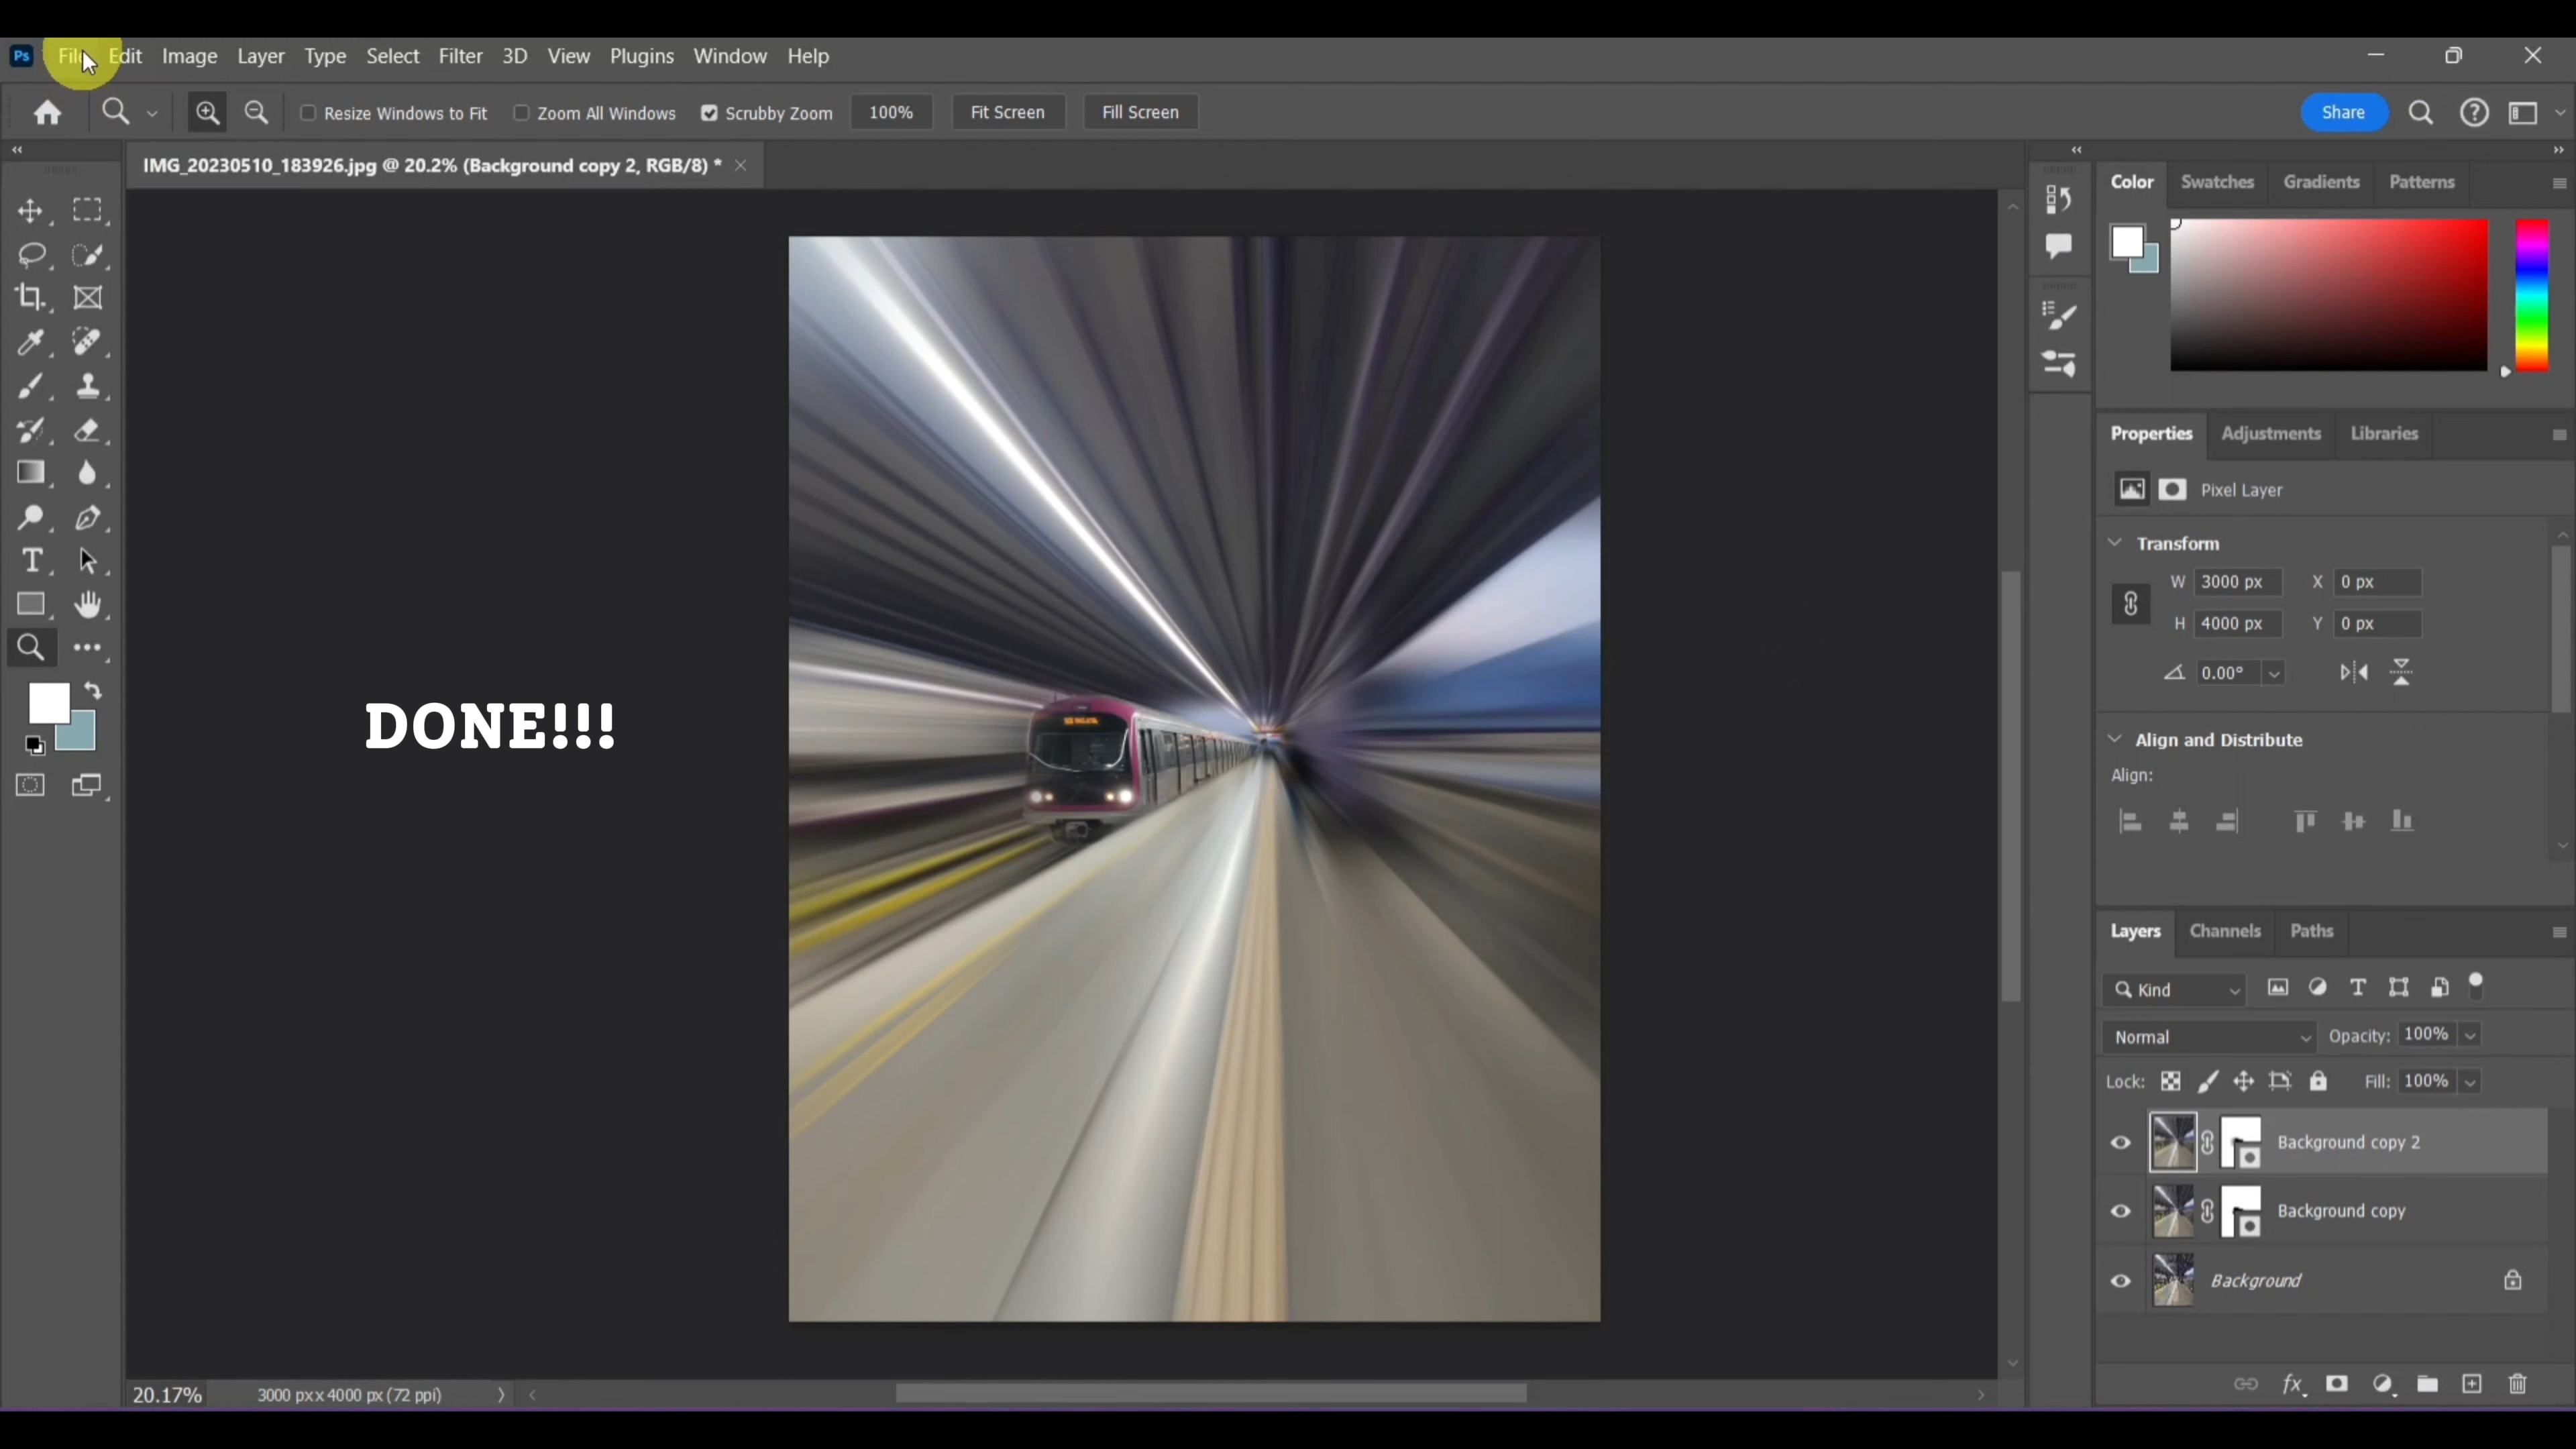 Ps File Edit Image Layer Type Select Filter 3D View Plugins Window Help
Resize Windows to Fit Zoom All Windows Scrubby Zoom 100% Fit Screen Fill Screen Share
IMG_20230510_183926.jpg @ 20.2% (Background copy 2, RGB/8) *
Color Swatches Gradients Patterns
Properties Adjustments Libraries
Pixel Layer
Transform
W 3000 px X 0 px
H 4000 px Y 0 px
0.00°
DONE!!!
Align and Distribute
Align:
Layers Channels Paths
Kind
Normal Opacity: 100%
Lock: Fill: 100%
Background copy 2
Background copy
Background
20.17% 3000 px x 4000 px (72 ppi)